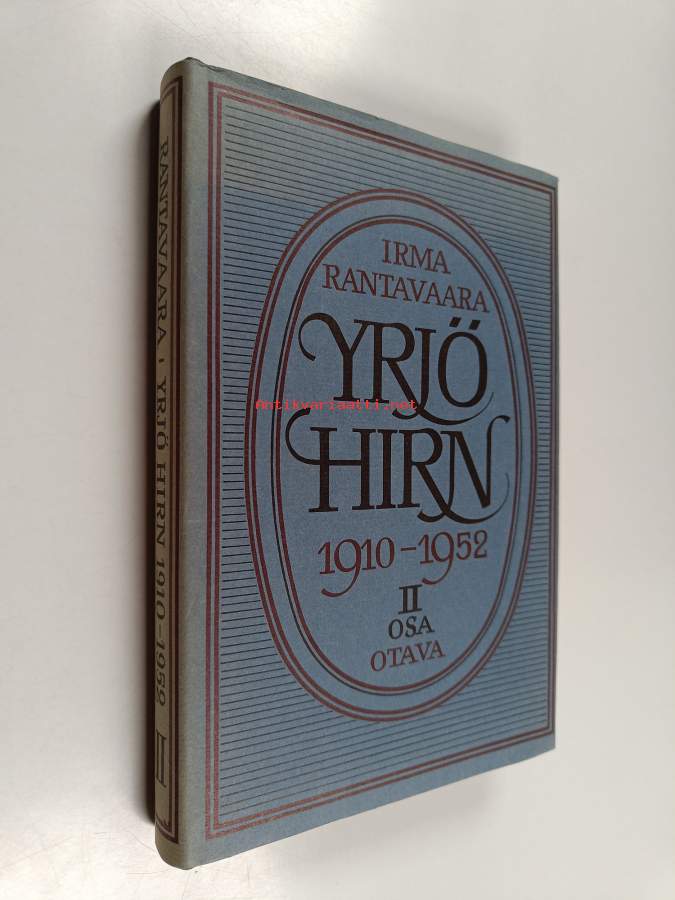 RANTAVAARA • YRJÖ HIRN 1910–1952 II
IRMA
RANTAVAARA
YRJÖ
Antikvariaatti.net
HIRN
1910–1952
II
OSA
OTAVA